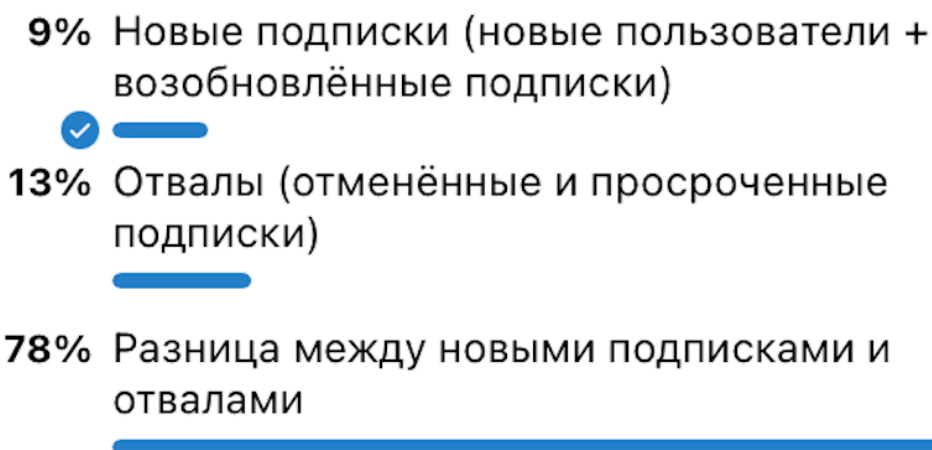 9% Новые подписки (новые пользователи +
возобновлённые подписки)
13% Отвалы (отменённые и просроченные
подписки)
78% Разница между новыми подписками и
отвалами